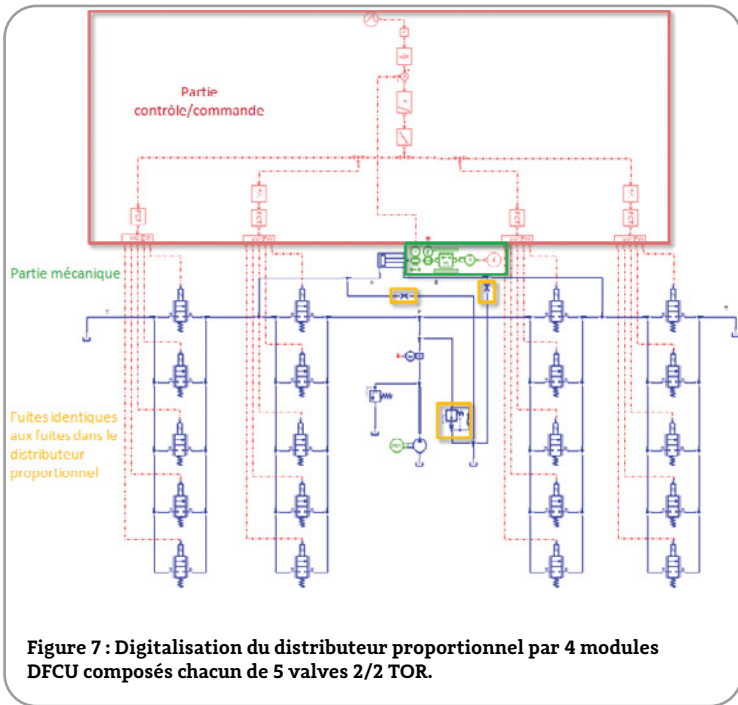 Partie
contrôle/commande
Partie mécanique
A
B
T
P
T
Fuites identiques
aux fuites dans le
distributeur
proportionnel
Figure 7 : Digitalisation du distributeur proportionnel par 4 modules
DFCU composés chacun de 5 valves 2/2 TOR.